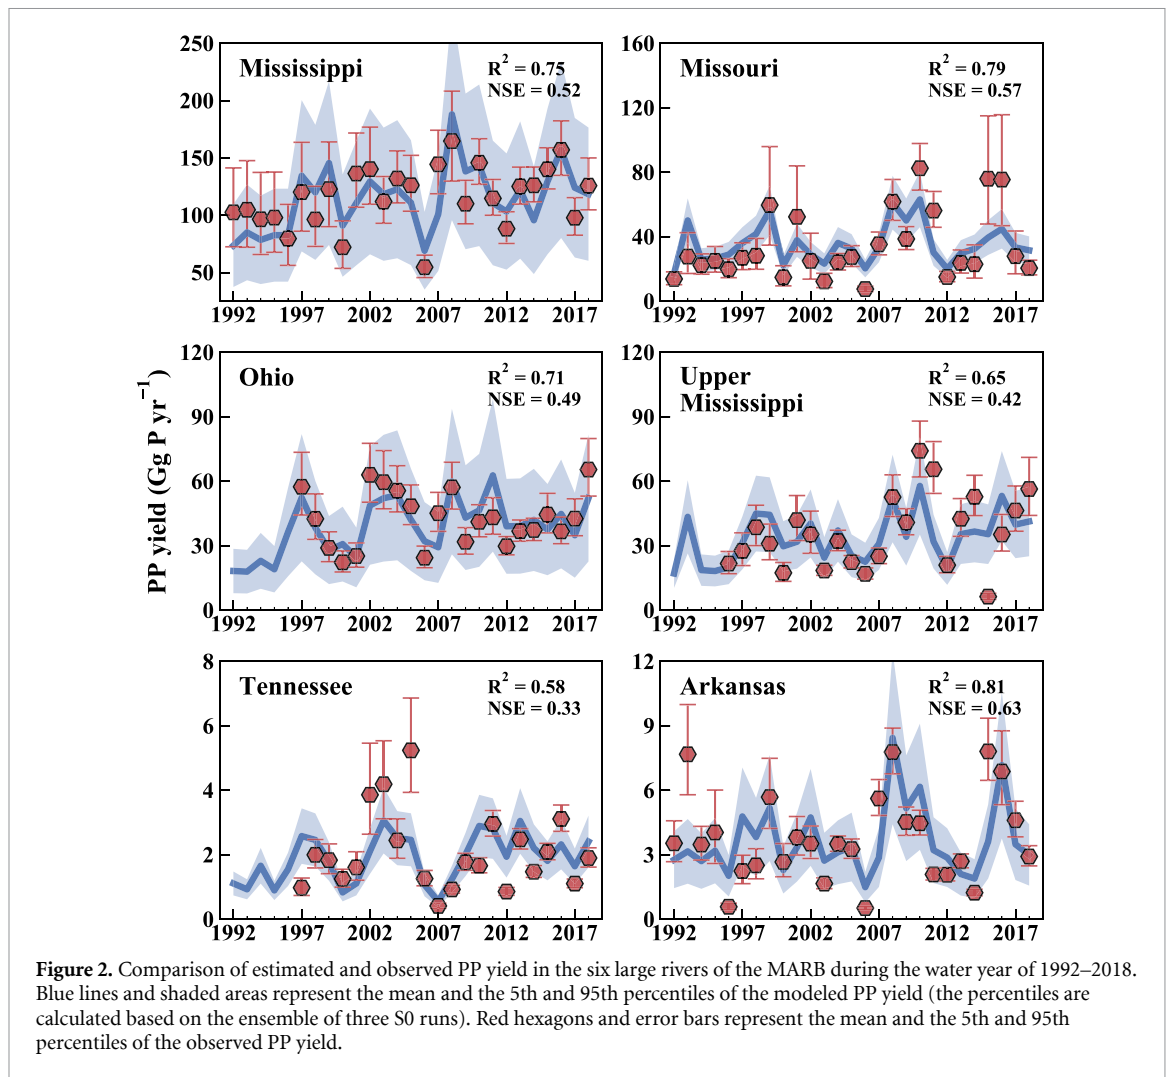 Mississippi
R² = 0.75
NSE = 0.52
250
200
150
100
50
1992 1997 2002 2007 2012 2017
Missouri
R² = 0.79
NSE = 0.57
160
120
80
40
0
1992 1997 2002 2007 2012 2017
PP yield (Gg P yr⁻¹)
Ohio
R² = 0.71
NSE = 0.49
120
90
60
30
0
1992 1997 2002 2007 2012 2017
Upper
Mississippi
R² = 0.65
NSE = 0.42
120
90
60
30
0
1992 1997 2002 2007 2012 2017
Tennessee
R² = 0.58
NSE = 0.33
8
6
4
2
0
1992 1997 2002 2007 2012 2017
Arkansas
R² = 0.81
NSE = 0.63
12
9
6
3
0
1992 1997 2002 2007 2012 2017
Figure 2. Comparison of estimated and observed PP yield in the six large rivers of the MARB during the water year of 1992–2018.
Blue lines and shaded areas represent the mean and the 5th and 95th percentiles of the modeled PP yield (the percentiles are
calculated based on the ensemble of three S0 runs). Red hexagons and error bars represent the mean and the 5th and 95th
percentiles of the observed PP yield.